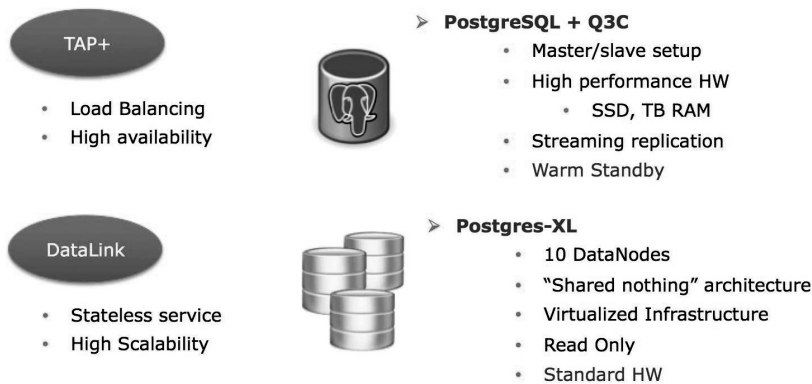 TAP+
• Load Balancing
• High availability
➢ PostgreSQL + Q3C
• Master/slave setup
• High performance HW
• SSD, TB RAM
• Streaming replication
• Warm Standby
DataLink
• Stateless service
• High Scalability
➢ Postgres-XL
• 10 DataNodes
• “Shared nothing” architecture
• Virtualized Infrastructure
• Read Only
• Standard HW